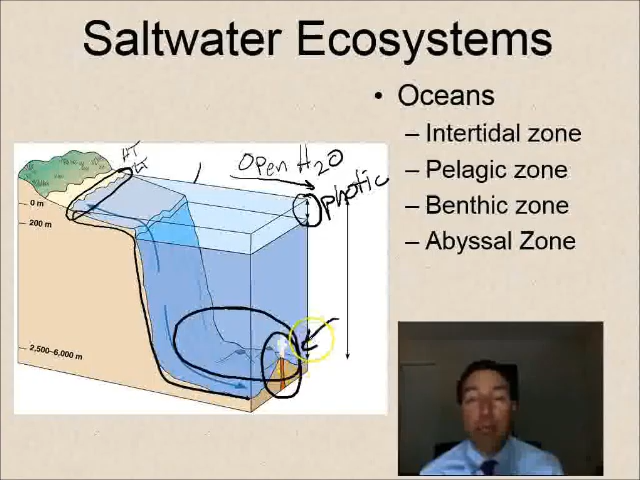 Saltwater Ecosystems
• Oceans
– Intertidal zone
– Pelagic zone
– Benthic zone
– Abyssal Zone
HT
LT
OPen H2O
photic
0 m
200 m
2,500–6,000 m